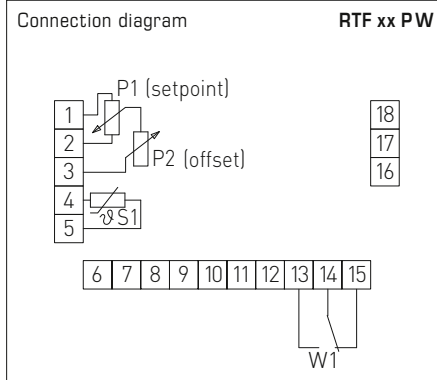 Connection diagram RTF xx PW
P1 (setpoint)
1
2
3
4
5
P2 (offset)
ϑ S1
18
17
16
6 7 8 9 10 11 12 13 14 15
W1